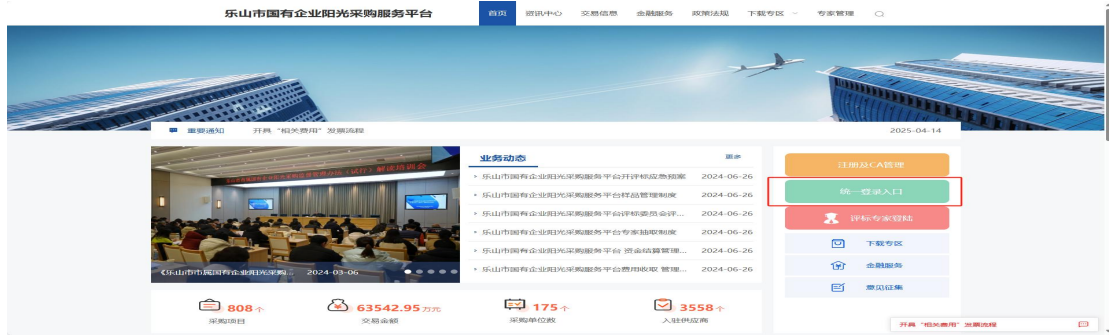 乐山市国有企业阳光采购服务平台
首页 资讯中心 交易信息 金融服务 政策法规 下载专区 专家管理
重要通知 开具“相关费用”发票流程 2025-04-14
业务动态 更多
乐山市国有企业阳光采购服务平台开评标应急预案 2024-06-26
乐山市国有企业阳光采购服务平台样品管理制度 2024-06-26
乐山市国有企业阳光采购服务平台评标委员会评... 2024-06-26
乐山市国有企业阳光采购服务平台专家抽取制度 2024-06-26
乐山市国有企业阳光采购服务平台 资金结算管理... 2024-06-26
乐山市国有企业阳光采购服务平台费用收取 管理... 2024-06-26
(试行)解读培训会
《乐山市市属国有企业阳光采购... 2024-03-06
注册及CA管理
统一登录入口
评标专家登陆
下载专区
金融服务
意见征集
808个
采购项目
63542.95万元
交易金额
175个
采购单位数
3558个
入驻供应商
开具“相关费用”发票流程